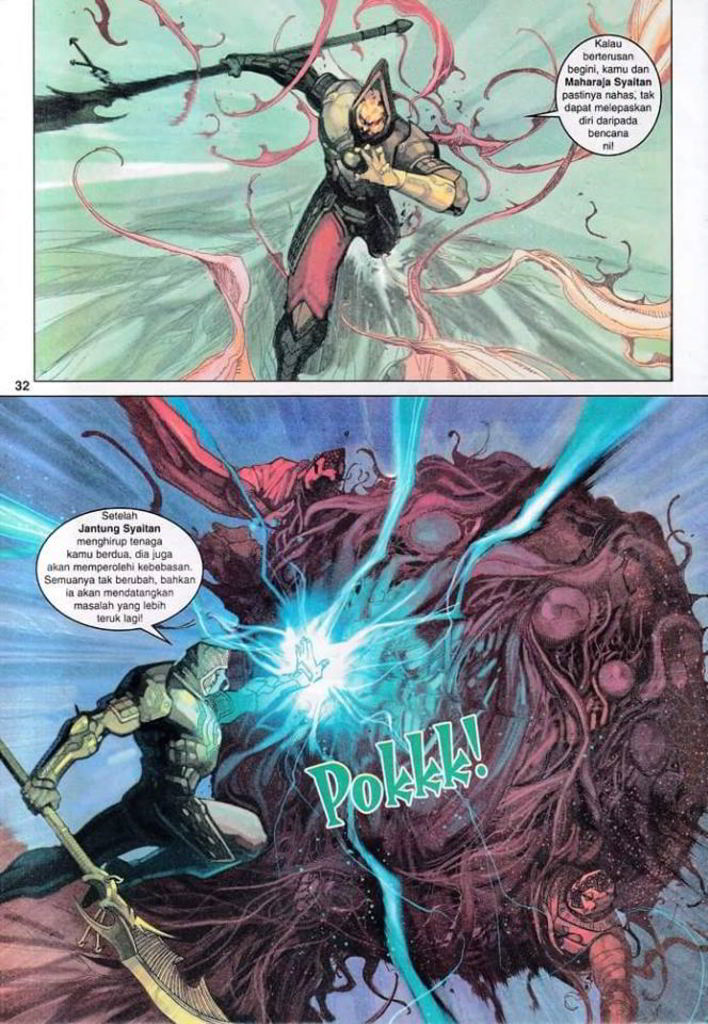 Kalau
berterusan
begini, kamu dan
Maharaja Syaitan
pastinya nahas, tak
dapat melepaskan
diri daripada
bencana
ni!
32
Setelah
Jantung Syaitan
menghirup tenaga
kamu berdua, dia juga
akan memperolehi kebebasan.
Semuanya tak berubah, bahkan
ia akan mendatangkan
masalah yang lebih
teruk lagi!
Pokkk!